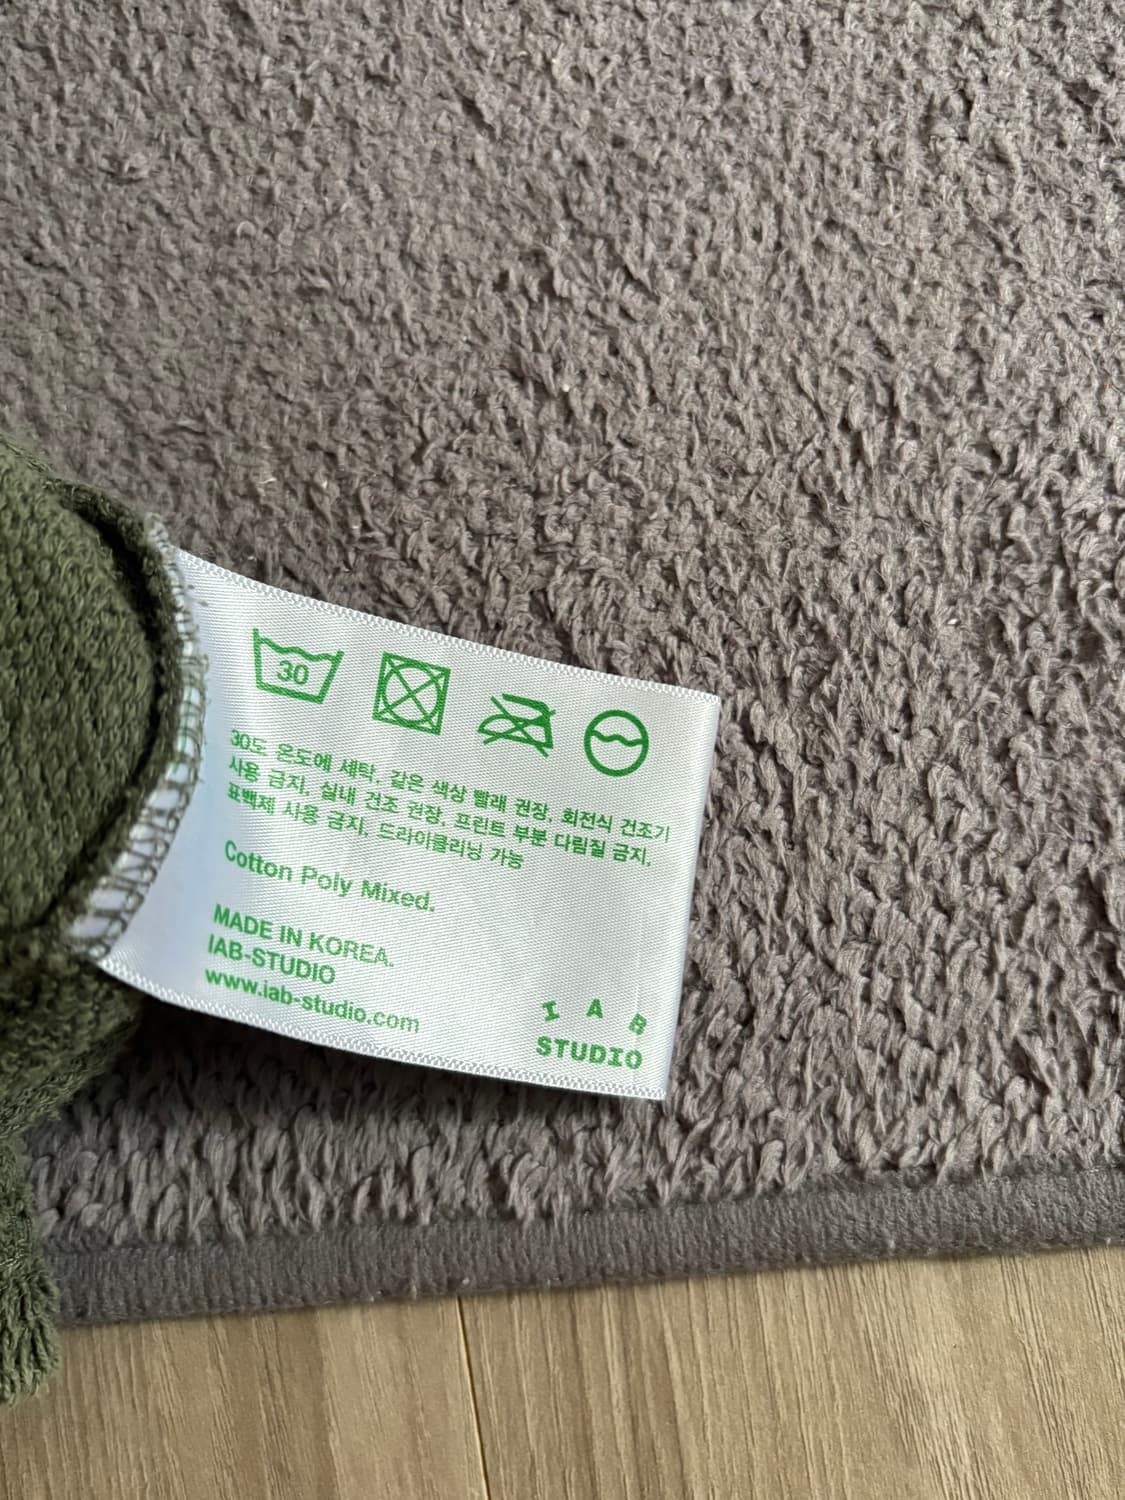 30
30도 온도에 세탁, 같은 색상 빨래 권장, 회전식 건조기
사용 금지, 실내 건조 권장, 프린트 부분 다림질 금지,
표백제 사용 금지, 드라이클리닝 가능
Cotton Poly Mixed.
MADE IN KOREA.
IAB-STUDIO
www.iab-studio.com
I A B
STUDIO